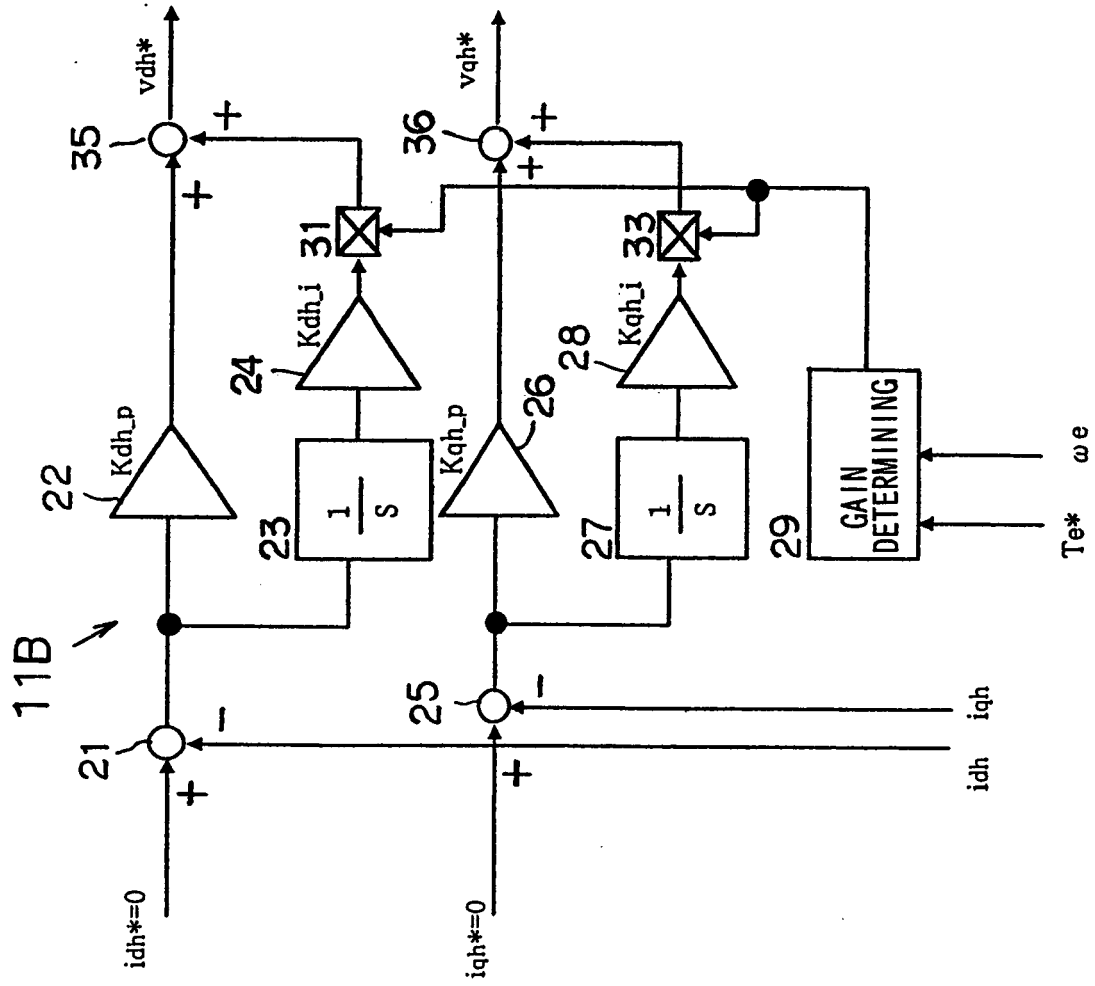 11B
idh*=0
+
21
-
22
Kdh_p
+
35
+
vdh*
23
1
S
24
Kdh_i
31
iqh*=0
+
25
-
Kqh_p
26
+
36
+
vqh*
27
1
S
28
Kqh_i
33
29
GAIN
DETERMINING
idh
iqh
Te*
ωe